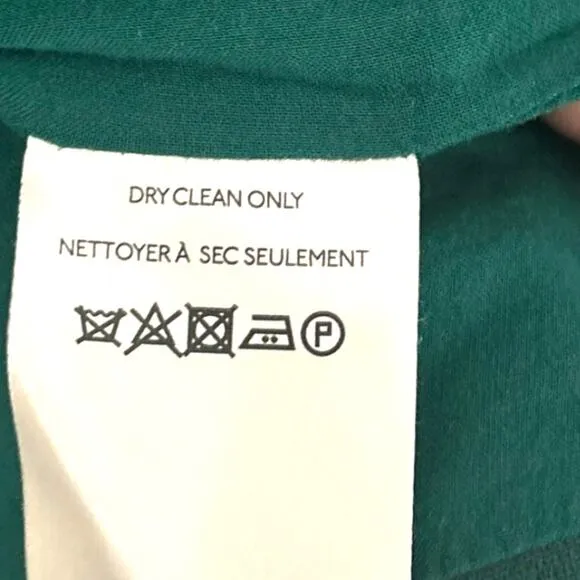 DRY CLEAN ONLY
NETTOYER À SEC SEULEMENT
P